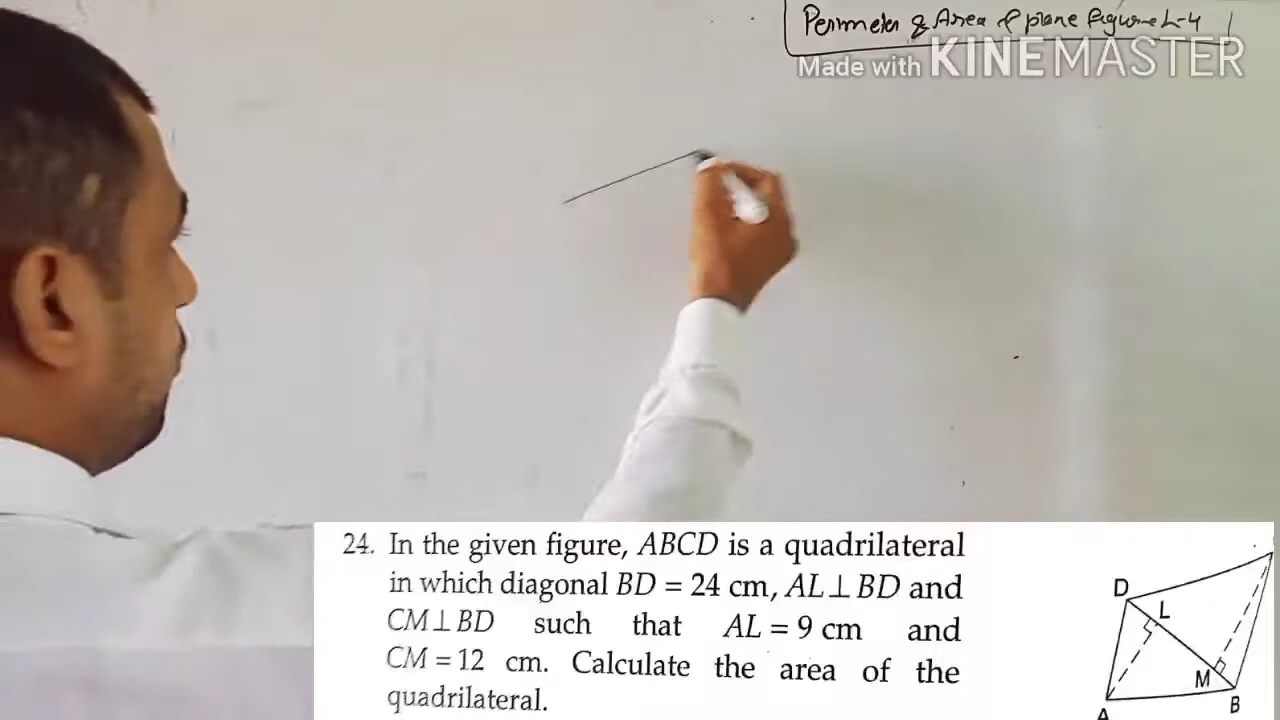 Perimeter & Area of plane figure L-4
Made with KINEMASTER
24. In the given figure, ABCD is a quadrilateral
in which diagonal BD = 24 cm, AL ⊥ BD and
CM ⊥ BD such that AL = 9 cm and
CM = 12 cm. Calculate the area of the
quadrilateral.
D
L
M
B
A